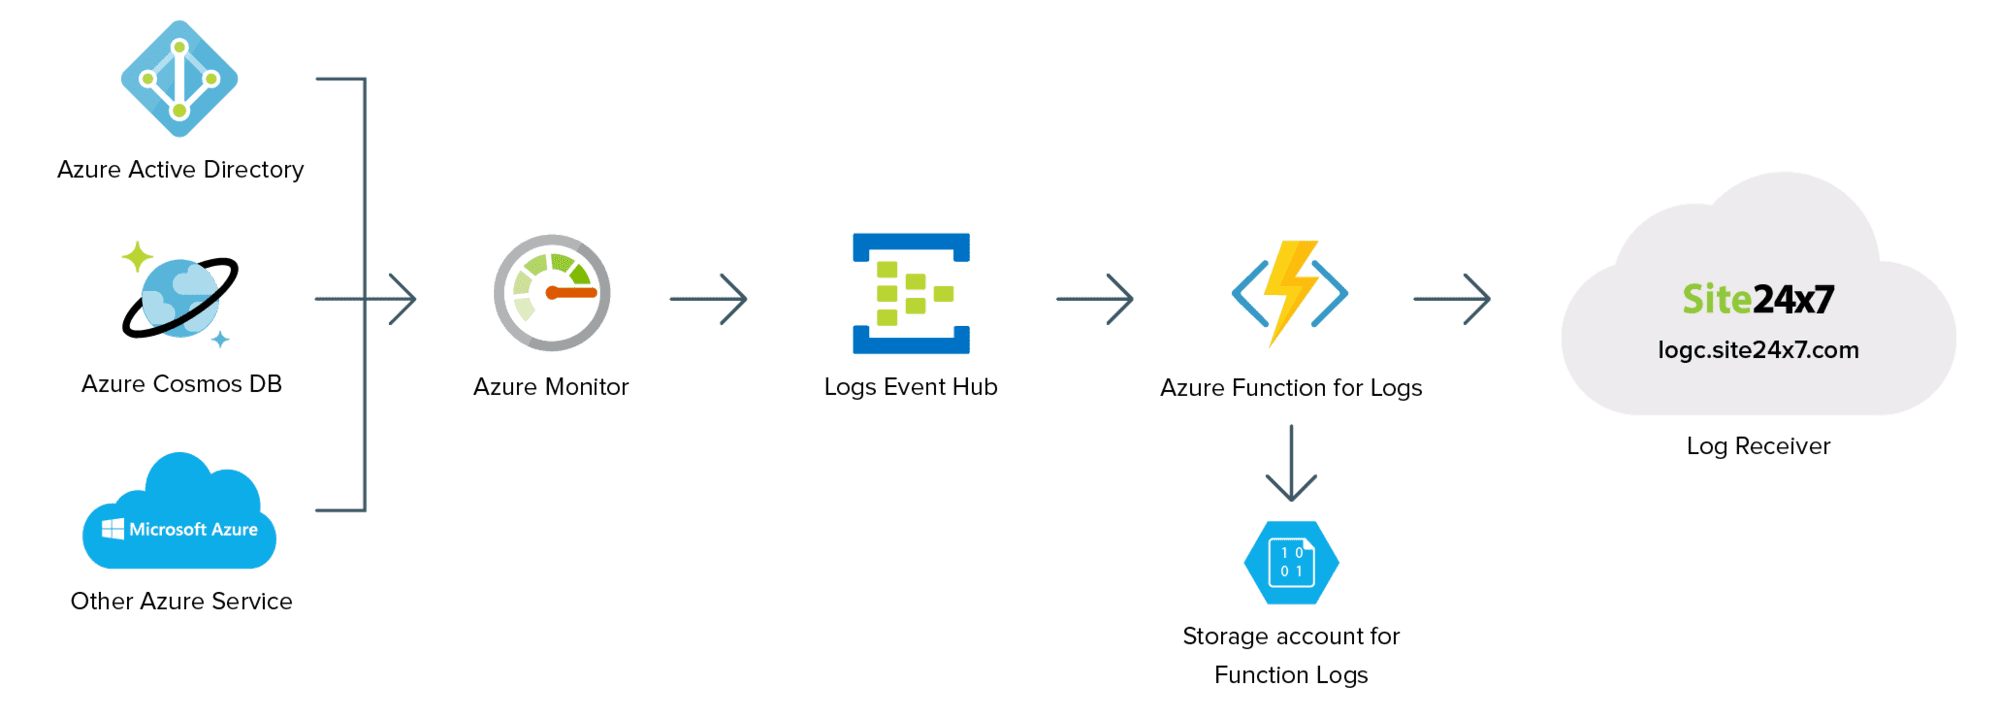 Azure Active Directory
Azure Cosmos DB
Microsoft Azure
Other Azure Service
Azure Monitor
Logs Event Hub
Azure Function for Logs
1 0
0 1
Storage account for
Function Logs
Site24x7
logc.site24x7.com
Log Receiver